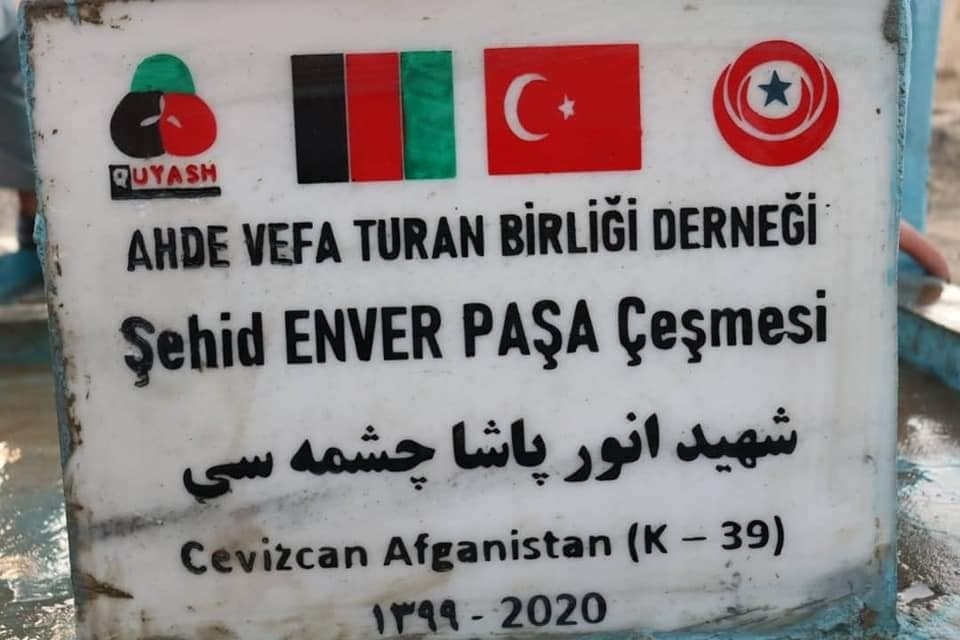 QUYASH
AHDE VEFA TURAN BİRLİĞİ DERNEĞİ
Şehid ENVER PAŞA Çeşmesi
شهید انور پاشا چشمه سی
Cevizcan Afganistan (K – 39)
۱۳۹۹ - 2020